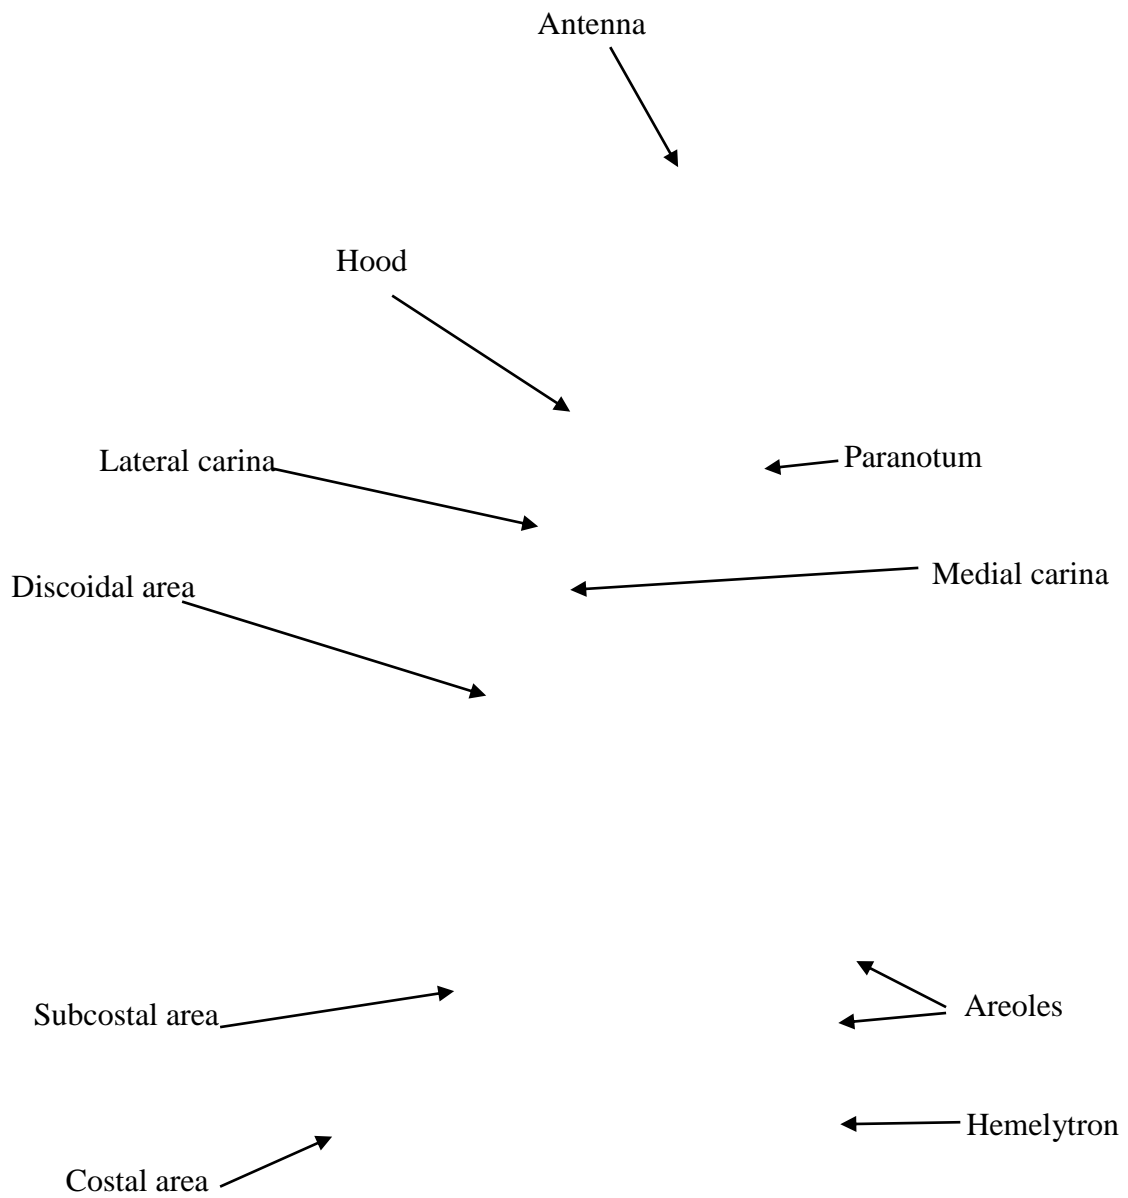 Antenna
Hood
Lateral carina
Paranotum
Discoidal area
Medial carina
Subcostal area
Areoles
Hemelytron
Costal area